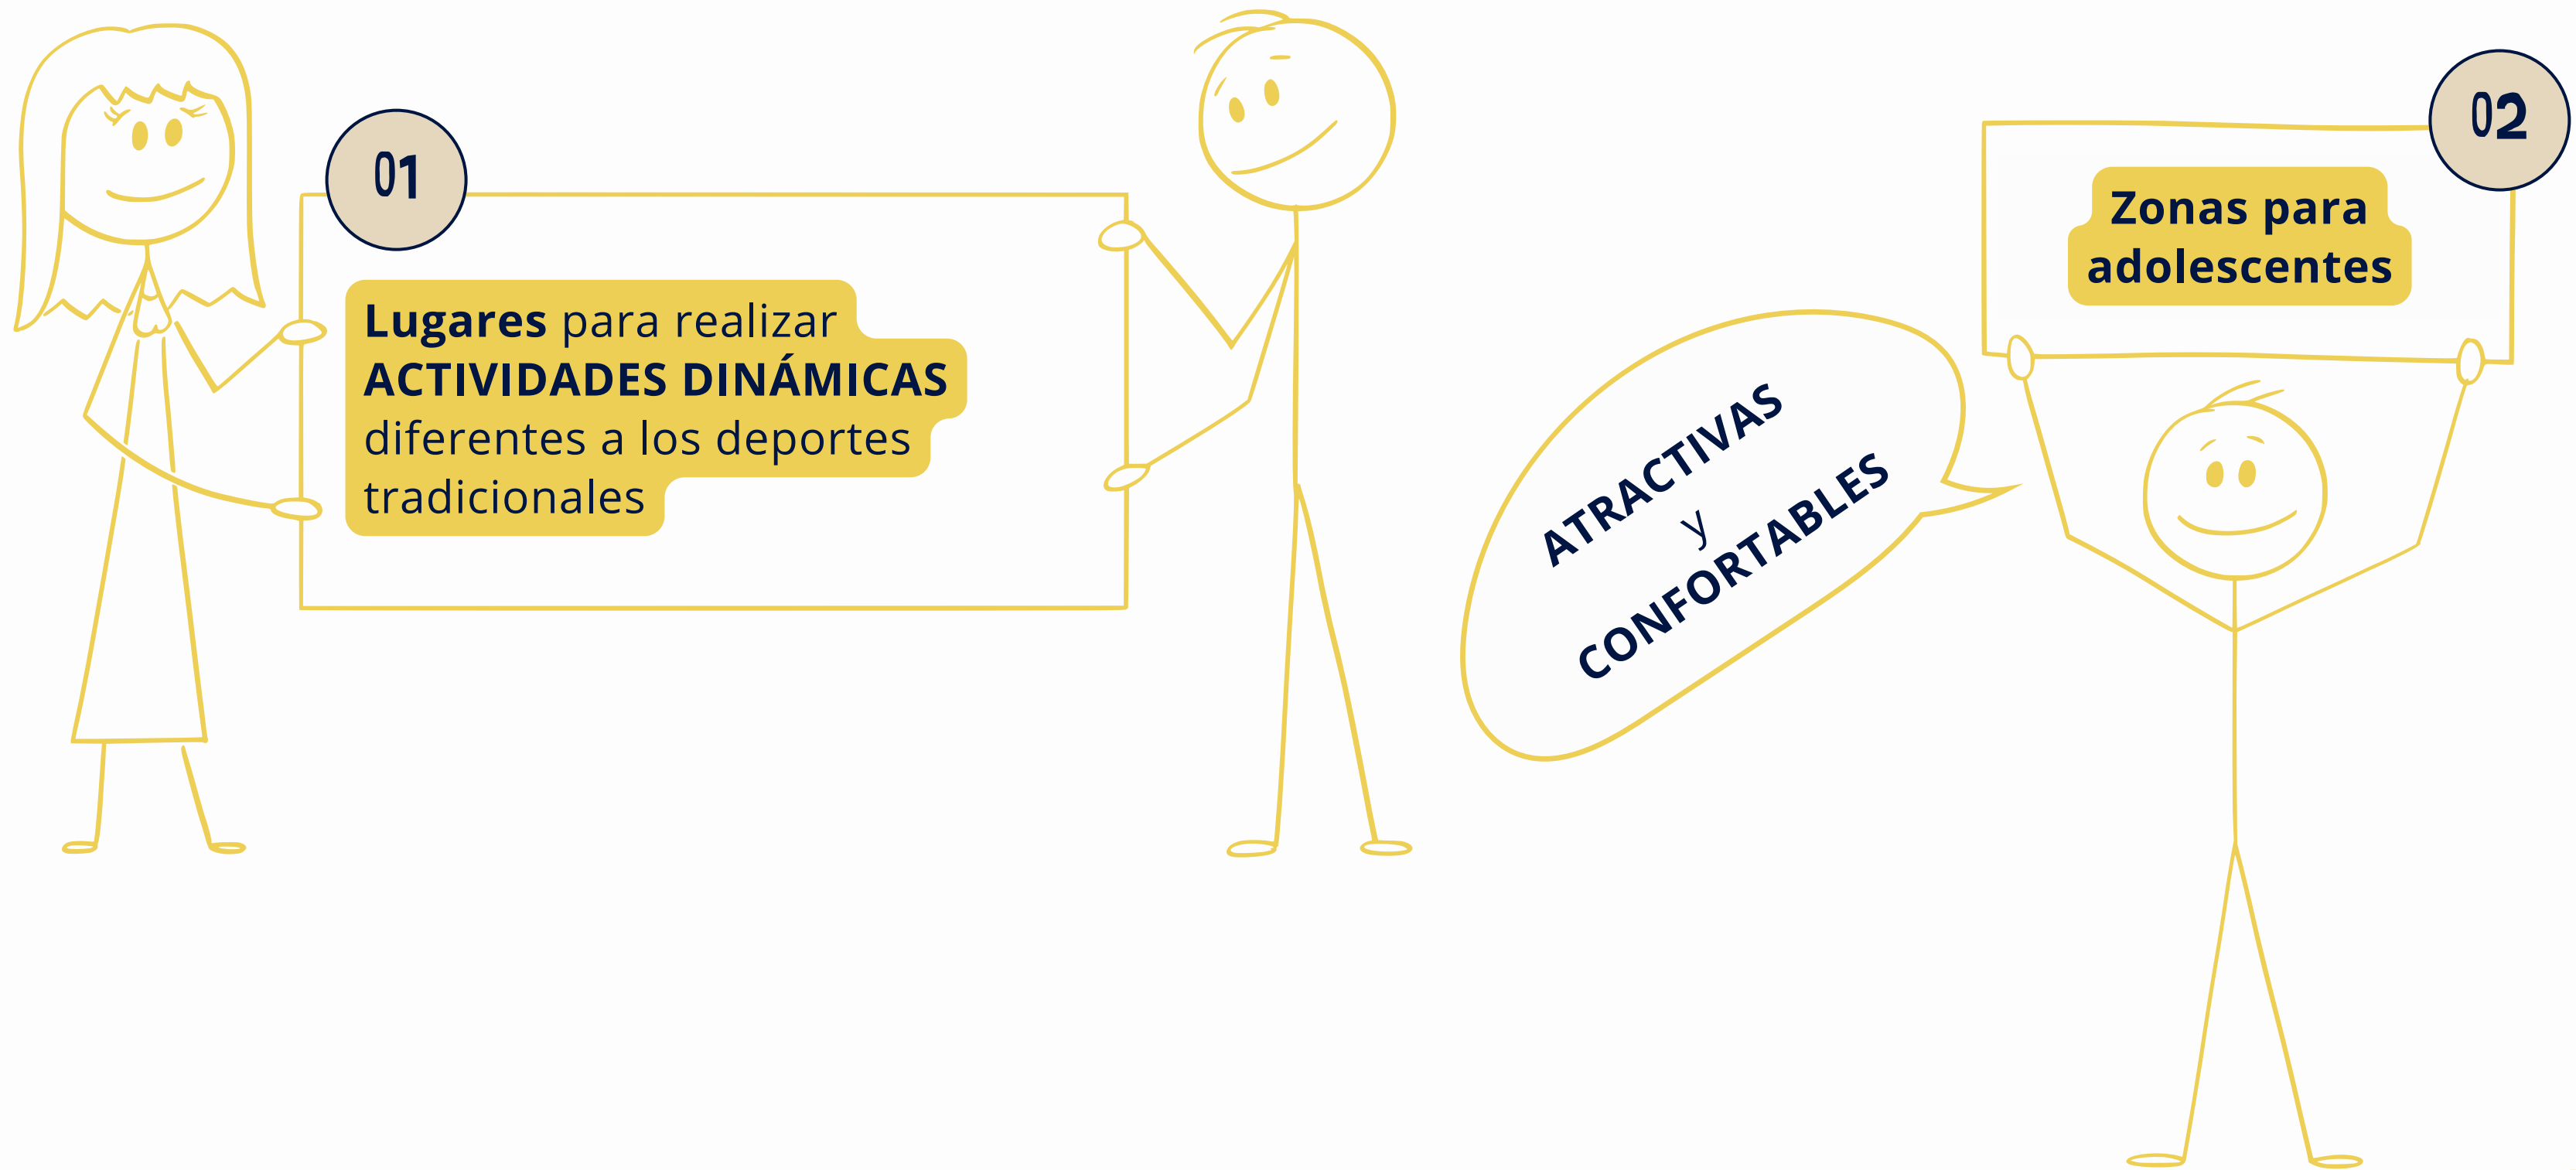 01
Lugares para realizar
ACTIVIDADES DINÁMICAS
diferentes a los deportes
tradicionales
02
Zonas para
adolescentes
ATRACTIVAS
y
CONFORTABLES